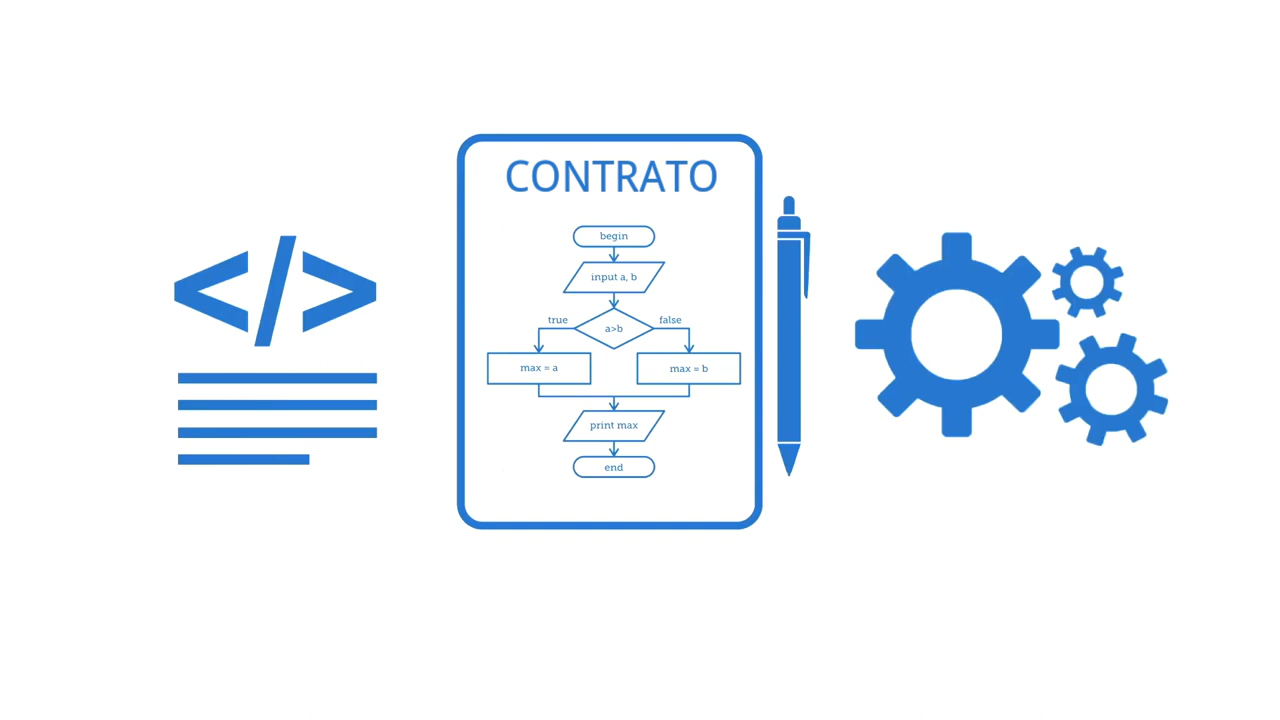 </>
CONTRATO
begin
input a, b
true
false
a>b
max = a
max = b
print max
end